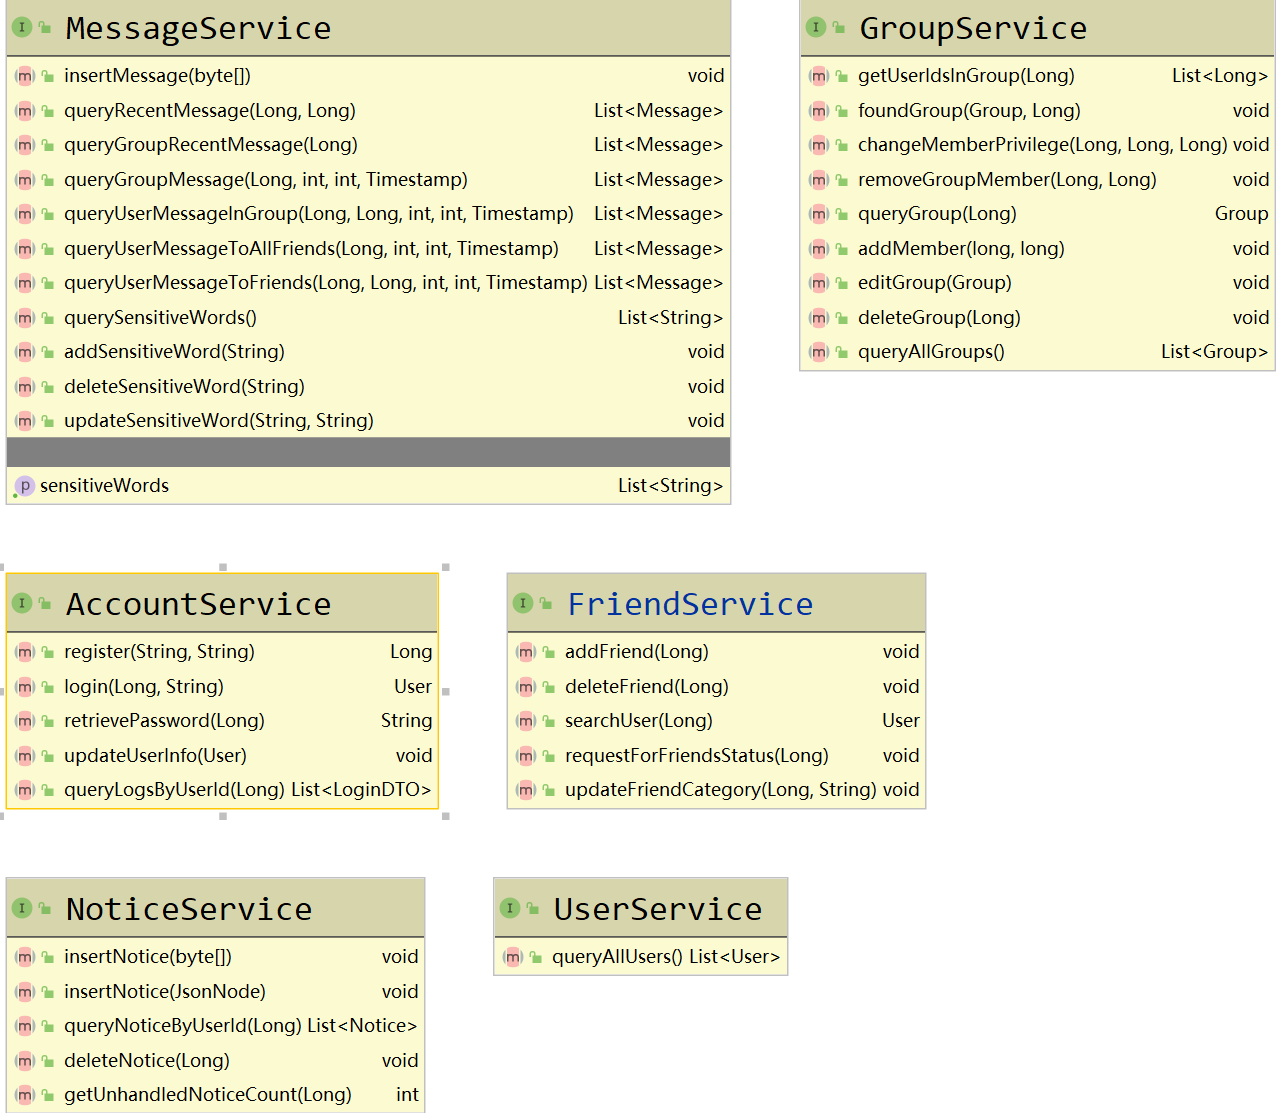 MessageService
insertMessage(byte[]) void
queryRecentMessage(Long, Long) List<Message>
queryGroupRecentMessage(Long) List<Message>
queryGroupMessage(Long, int, int, Timestamp) List<Message>
queryUserMessageInGroup(Long, Long, int, int, Timestamp) List<Message>
queryUserMessageToAllFriends(Long, int, int, Timestamp) List<Message>
queryUserMessageToFriends(Long, Long, int, int, Timestamp) List<Message>
querySensitiveWords() List<String>
addSensitiveWord(String) void
deleteSensitiveWord(String) void
updateSensitiveWord(String, String) void
sensitiveWords List<String>
GroupService
getUserIdsInGroup(Long) List<Long>
foundGroup(Group, Long) void
changeMemberPrivilege(Long, Long, Long) void
removeGroupMember(Long, Long) void
queryGroup(Long) Group
addMember(long, long) void
editGroup(Group) void
deleteGroup(Long) void
queryAllGroups() List<Group>
AccountService
register(String, String) Long
login(Long, String) User
retrievePassword(Long) String
updateUserInfo(User) void
queryLogsByUserId(Long) List<LoginDTO>
FriendService
addFriend(Long) void
deleteFriend(Long) void
searchUser(Long) User
requestForFriendsStatus(Long) void
updateFriendCategory(Long, String) void
NoticeService
insertNotice(byte[]) void
insertNotice(JsonNode) void
queryNoticeByUserId(Long) List<Notice>
deleteNotice(Long) void
getUnhandledNoticeCount(Long) int
UserService
queryAllUsers() List<User>